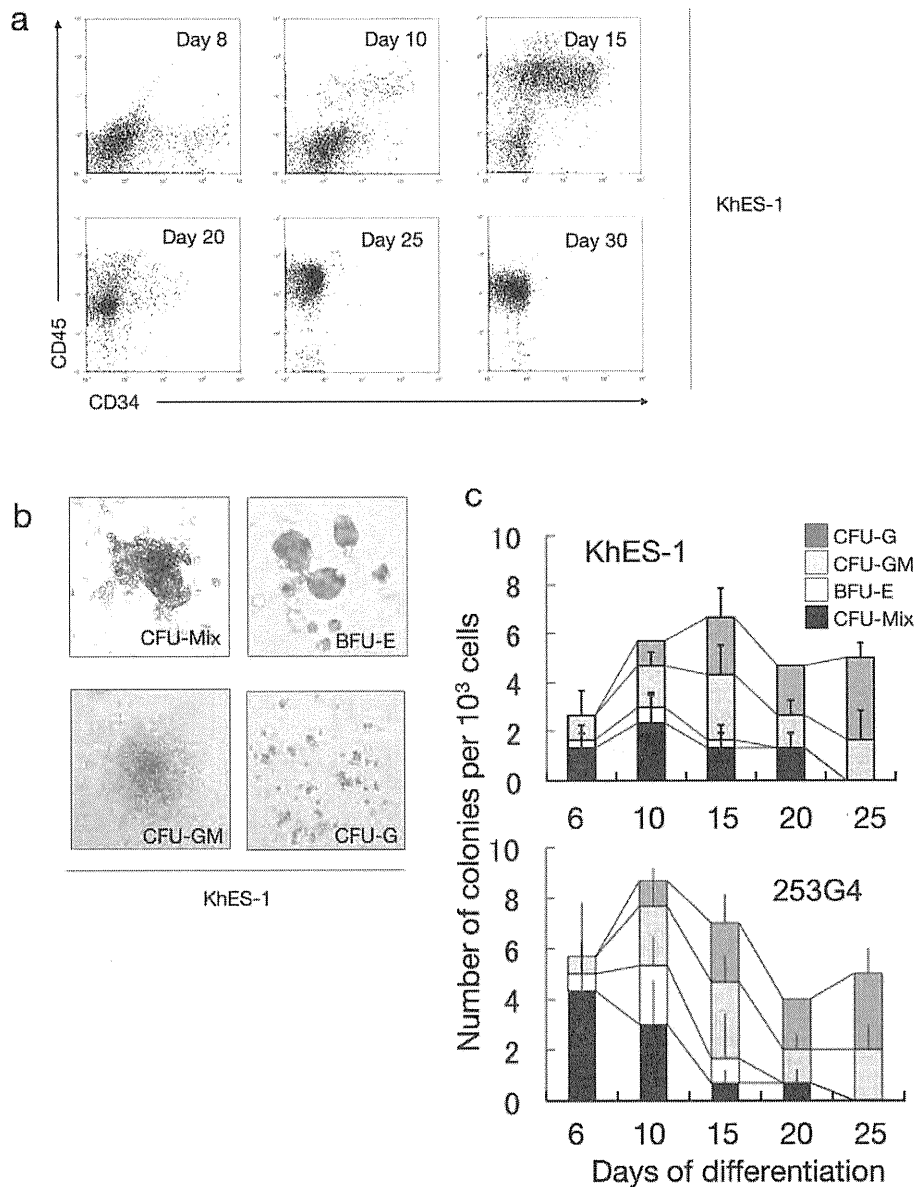 a
Day 8
Day 10
Day 15
KhES-1
Day 20
Day 25
Day 30
CD45
CD34
b
CFU-Mix
BFU-E
CFU-GM
CFU-G
KhES-1
c
Number of colonies per 10³ cells
10
8
6
4
2
0
KhES-1
CFU-G
CFU-GM
BFU-E
CFU-Mix
6 10 15 20 25
10
8
6
4
2
0
253G4
6 10 15 20 25
Days of differentiation